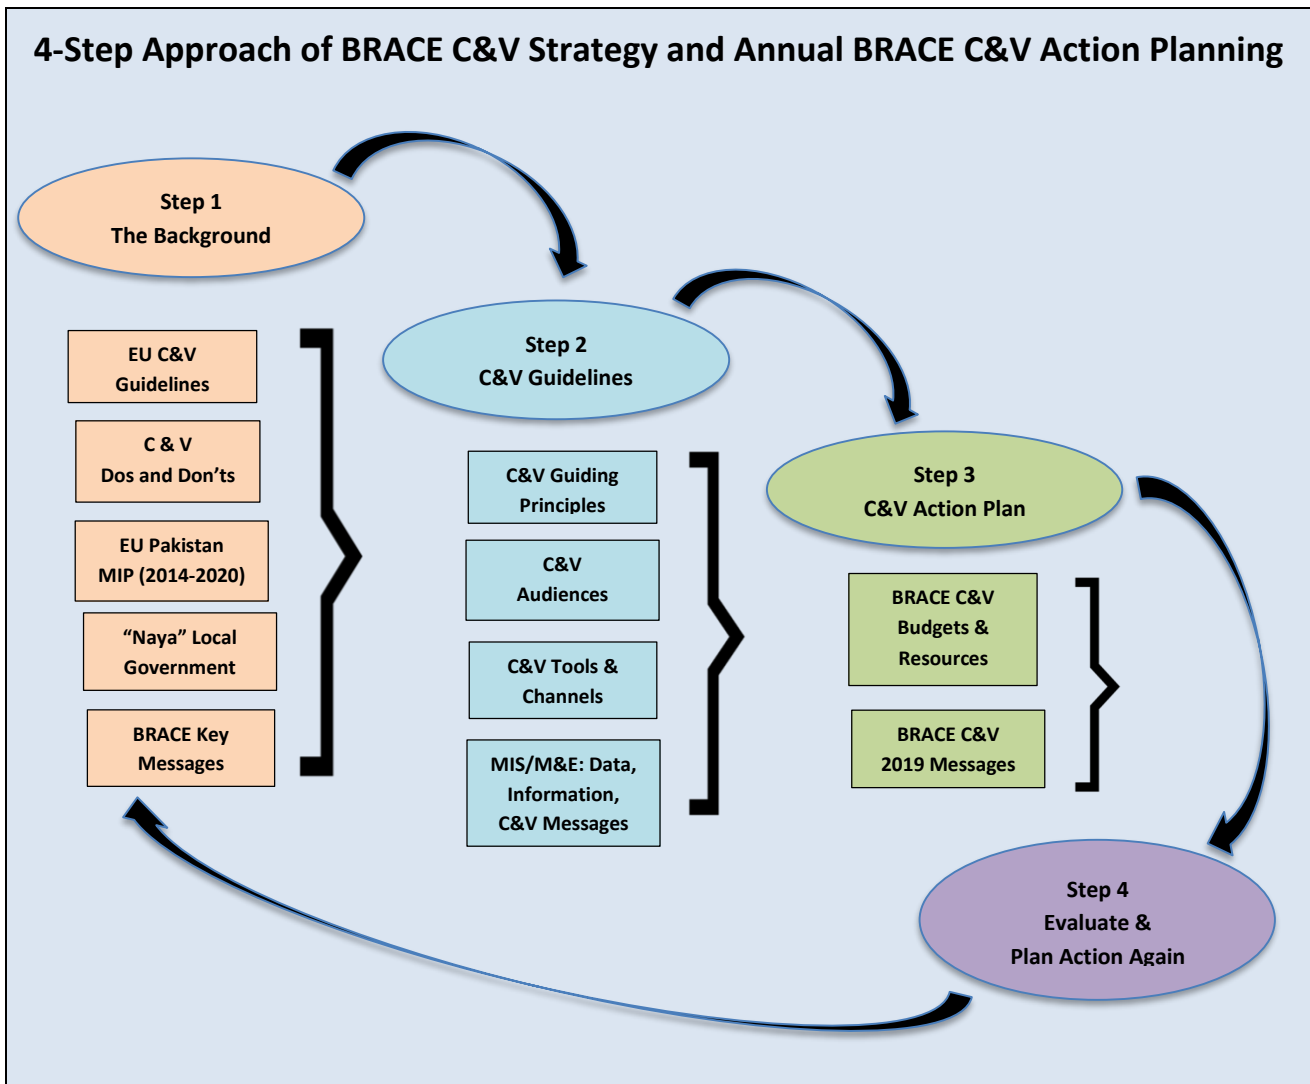 4-Step Approach of BRACE C&V Strategy and Annual BRACE C&V Action Planning
Step 1
The Background
EU C&V
Guidelines
C & V
Dos and Don’ts
EU Pakistan
MIP (2014-2020)
“Naya” Local
Government
BRACE Key
Messages
Step 2
C&V Guidelines
C&V Guiding
Principles
C&V
Audiences
C&V Tools &
Channels
MIS/M&E: Data,
Information,
C&V Messages
Step 3
C&V Action Plan
BRACE C&V
Budgets &
Resources
BRACE C&V
2019 Messages
Step 4
Evaluate &
Plan Action Again